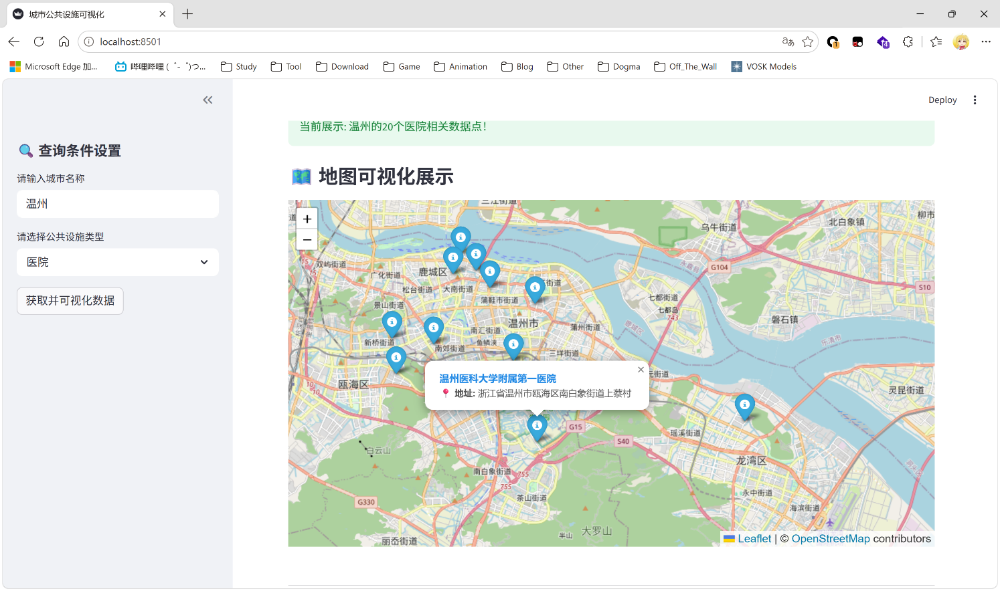 城市公共设施可视化
localhost:8501
Microsoft Edge 加...
哔哩哔哩 (゜-゜)つ...
Study
Tool
Download
Game
Animation
Blog
Other
Dogma
Off_The_Wall
VOSK Models
Deploy
查询条件设置
请输入城市名称
温州
请选择公共设施类型
医院
获取并可视化数据
当前展示: 温州的20个医院相关数据点！
地图可视化展示
+
−
三江街道
柳市
北白象镇
乌牛街道
永嘉县
双屿街道
广化街道
鹿城区
G104
S10
松台街道
大南街道
蒲鞋市街道
七都街道
七都岛
743
景山街道
温州市
南汇街道
蒲州街道
鹿城区
磐石镇
乐清市
新桥街道
南郊街道
鱼鳞浃
三垟街道
瓯海区
温州医科大学附属第一医院
地址: 浙江省温州市瓯海区南白象街道上蔡村
灵昆街道
G15
S40
瑶溪街道
白云山
龙湾区
南白象街道
755
755
G330
茶山街道
永中街道
海滨街道
半山
大罗山
丽岙街道
Leaflet | © OpenStreetMap contributors